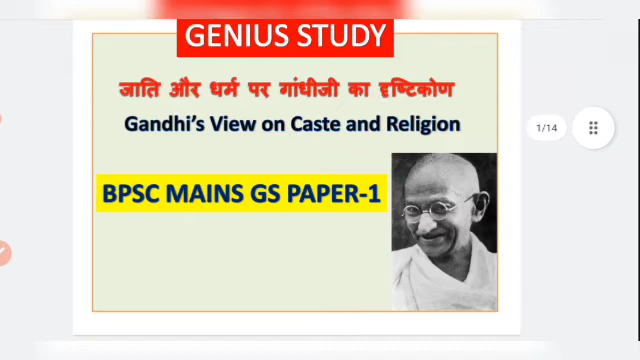 GENIUS STUDY
जाति और धर्म पर गांधीजी का दृष्टिकोण
Gandhi's View on Caste and Religion
BPSC MAINS GS PAPER-1
1/14